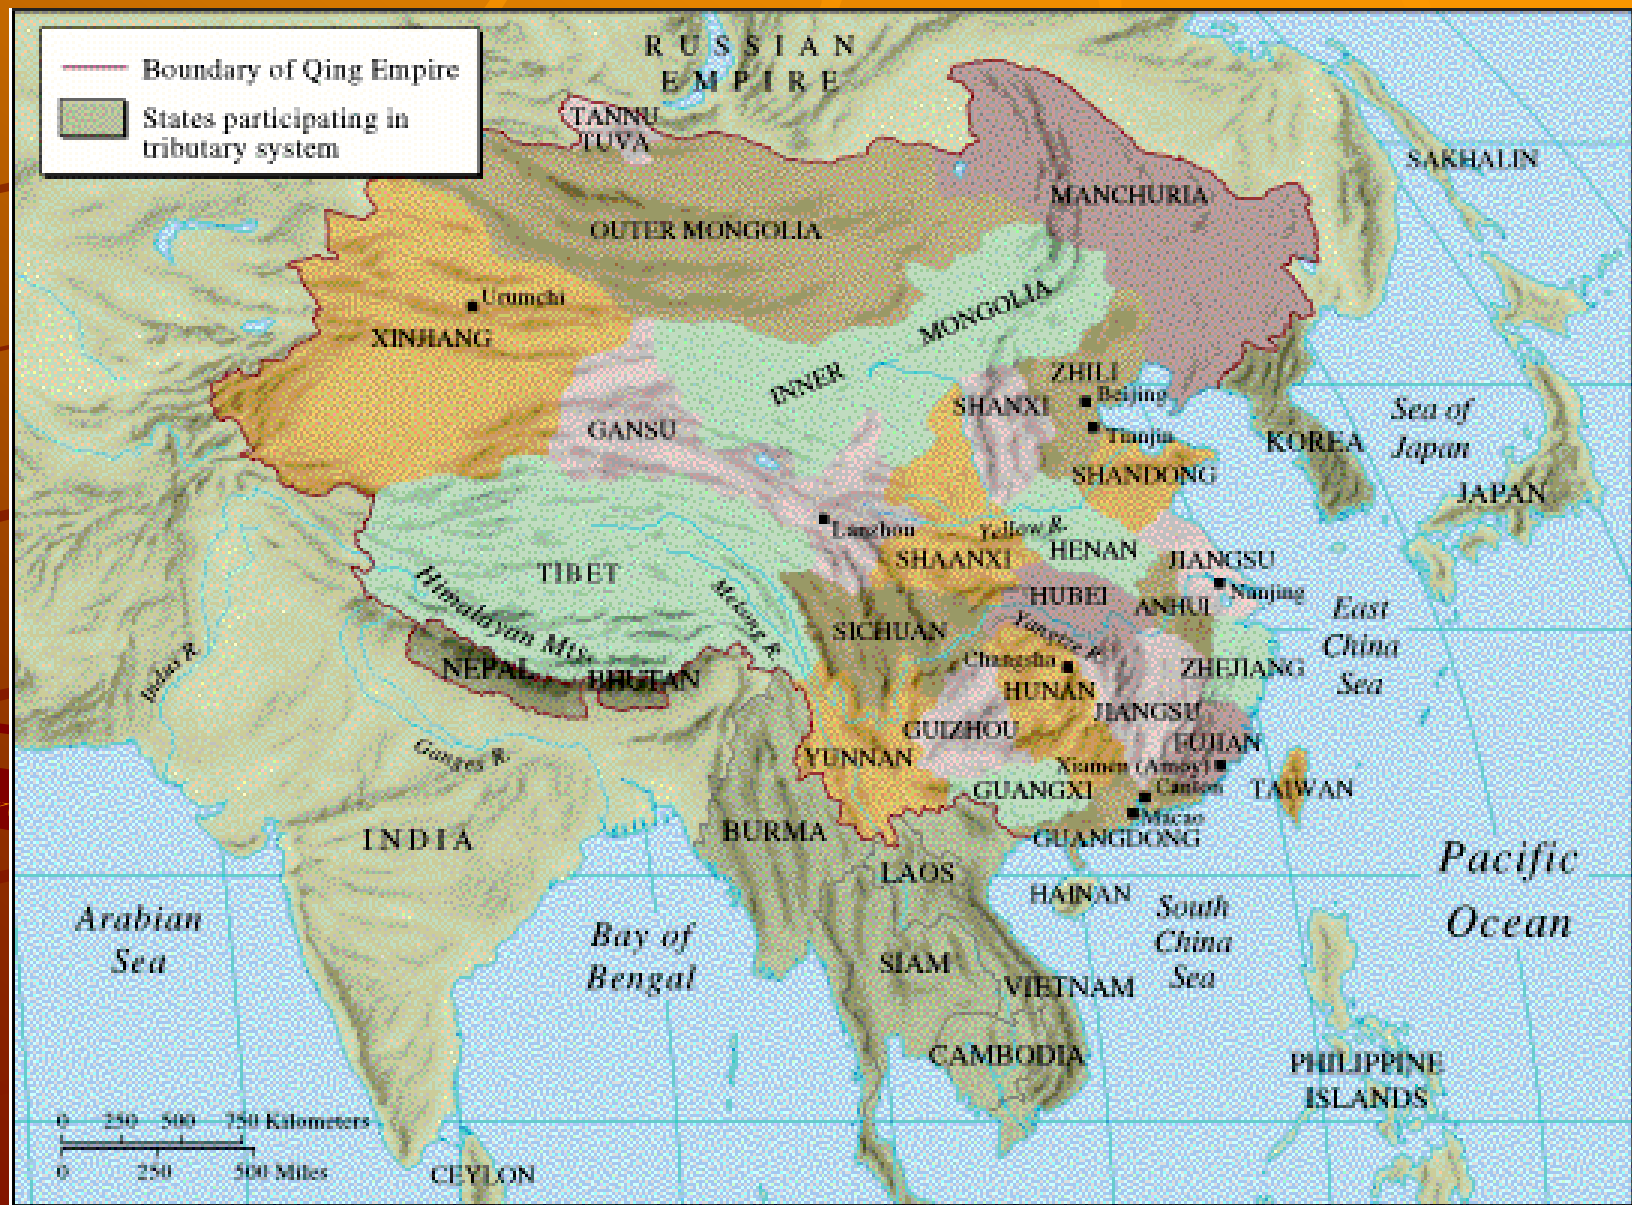 Boundary of Qing Empire
States participating in
tributary system
RUSSIAN
EMPIRE
TANNU
TUVA
SAKHALIN
MANCHURIA
OUTER MONGOLIA
Urumchi
XINJIANG
INNER MONGOLIA
ZHILI
Beijing
SHANXI
Tianjin
GANSU
KOREA
Sea of
Japan
SHANDONG
JAPAN
Lanzhou
Yellow R.
HENAN
SHAANXI
JIANGSU
TIBET
Himalayan Mts.
Mekong R.
HUBEI
ANHUI
Nanjing
East
China
Sea
SICHUAN
Yangtze R.
Changsha
ZHEJIANG
NEPAL
BHUTAN
Indus R.
HUNAN
JIANGSU
GUIZHOU
FUJIAN
Ganges R.
YUNNAN
Xiamen (Amoy)
GUANGXI
Canton
TAIWAN
Macao
INDIA
BURMA
GUANGDONG
LAOS
Pacific
Ocean
HAINAN
Arabian
Sea
Bay of
Bengal
South
China
Sea
SIAM
VIETNAM
CAMBODIA
PHILIPPINE
ISLANDS
0 250 500 750 Kilometers
0 250 500 Miles
CEYLON